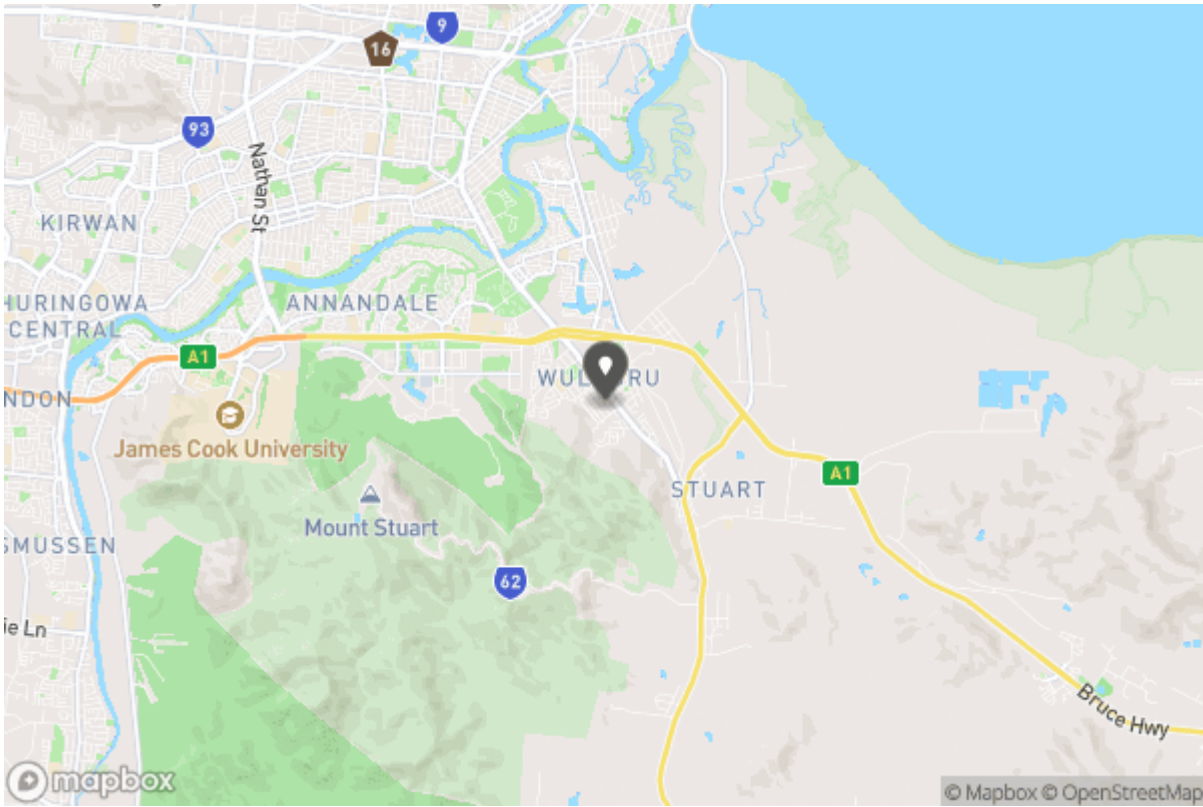 9
16
93
Nathan St
KIRWAN
HURINGOWA
CENTRAL
ANNANDALE
A1
NDON
James Cook University
STUART
A1
Mount Stuart
SMUSSEN
62
ie Ln
Bruce Hwy
mapbox
© Mapbox © OpenStreetMap